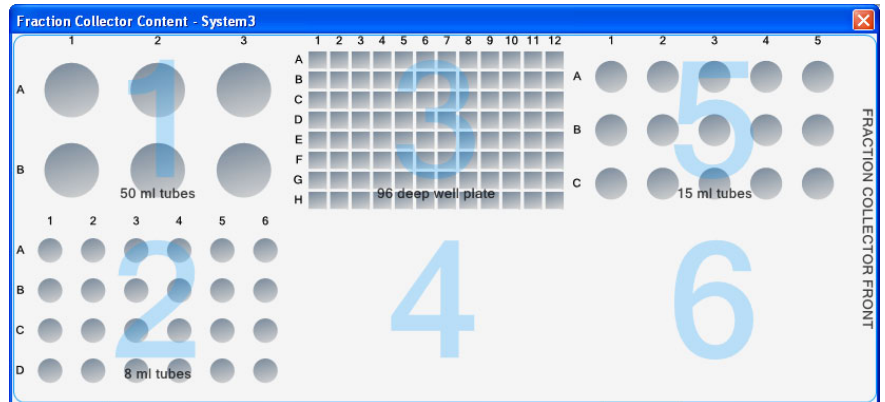 Fraction Collector Content - System3
1 2 3
A
B
1
50 ml tubes
1 2 3 4 5 6 7 8 9 10 11 12
A
B
C
D
E
F
G
H
3
96 deep well plate
1 2 3 4 5
A
B
C
5
15 ml tubes
1 2 3 4 5 6
A
B
C
D
2
8 ml tubes
4
6
FRACTION COLLECTOR FRONT